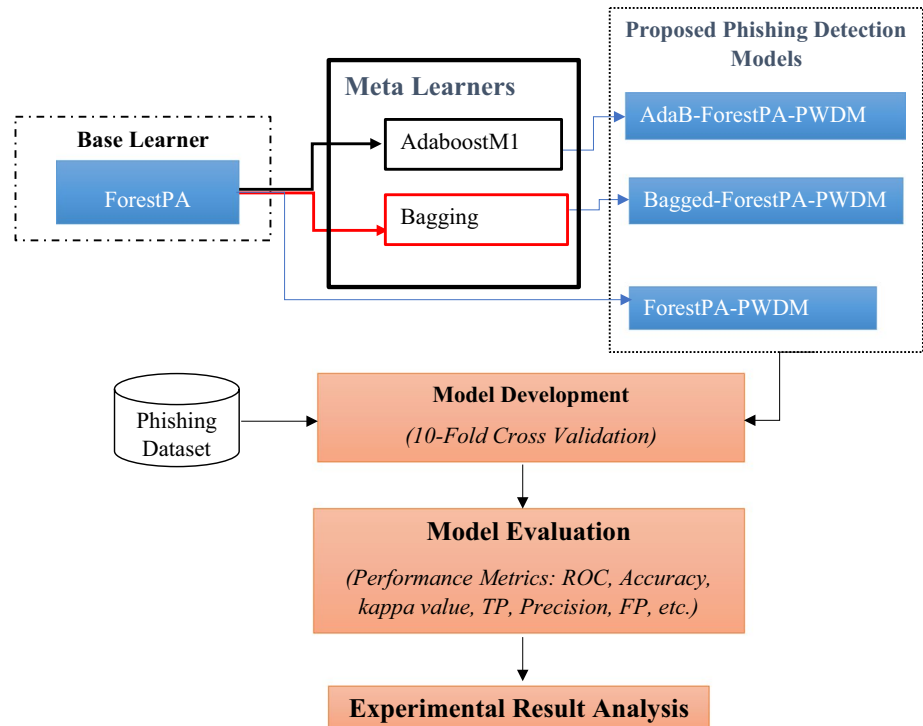 Proposed Phishing Detection
Models
Meta Learners
AdaB-ForestPA-PWDM
Base Learner
AdaboostM1
ForestPA
Bagging
Bagged-ForestPA-PWDM
ForestPA-PWDM
Phishing
Dataset
Model Development
(10-Fold Cross Validation)
Model Evaluation
(Performance Metrics: ROC, Accuracy,
kappa value, TP, Precision, FP, etc.)
Experimental Result Analysis